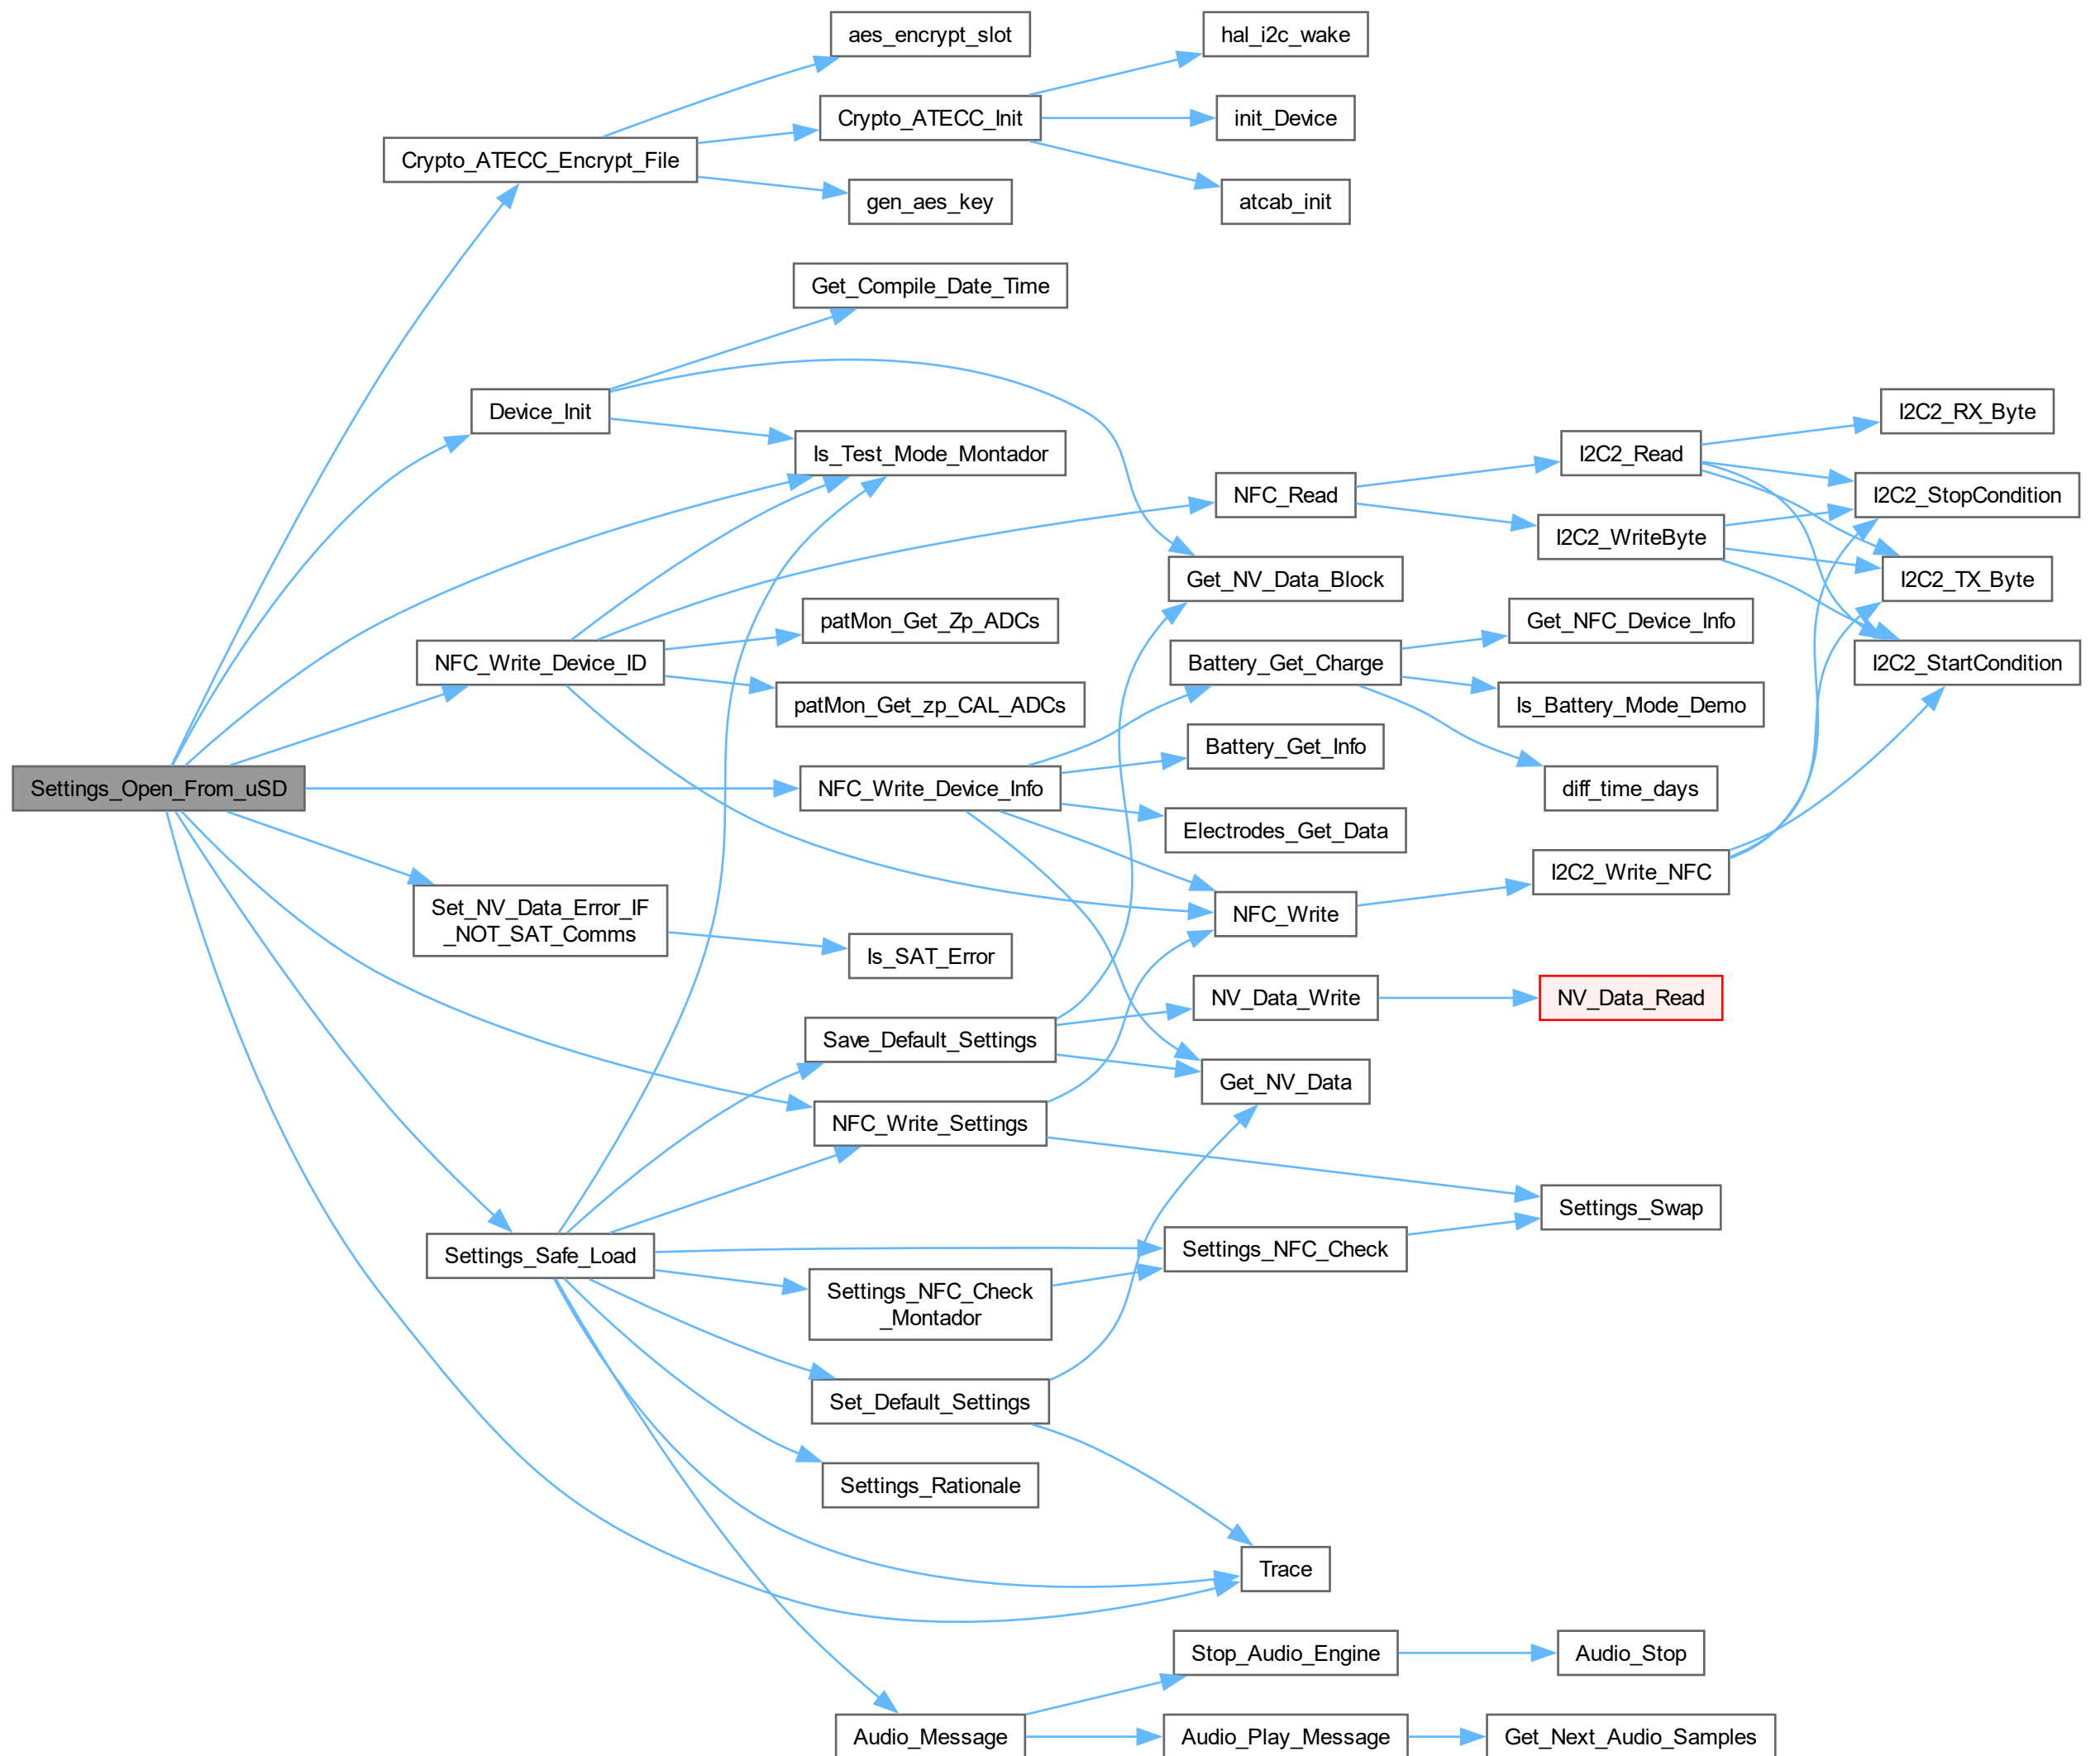 aes_encrypt_slot
hal_i2c_wake
Crypto_ATECC_Init
init_Device
Crypto_ATECC_Encrypt_File
gen_aes_key
atcab_init
Get_Compile_Date_Time
Device_Init
Is_Test_Mode_Montador
I2C2_Read
I2C2_RX_Byte
NFC_Read
I2C2_StopCondition
I2C2_WriteByte
Get_NV_Data_Block
I2C2_TX_Byte
patMon_Get_Zp_ADCs
Get_NFC_Device_Info
NFC_Write_Device_ID
Battery_Get_Charge
I2C2_StartCondition
patMon_Get_zp_CAL_ADCs
Is_Battery_Mode_Demo
Battery_Get_Info
Settings_Open_From_uSD
NFC_Write_Device_Info
diff_time_days
Electrodes_Get_Data
I2C2_Write_NFC
Set_NV_Data_Error_IF
_NOT_SAT_Comms
NFC_Write
Is_SAT_Error
NV_Data_Write
NV_Data_Read
Save_Default_Settings
Get_NV_Data
NFC_Write_Settings
Settings_Swap
Settings_Safe_Load
Settings_NFC_Check
Settings_NFC_Check
_Montador
Set_Default_Settings
Settings_Rationale
Trace
Stop_Audio_Engine
Audio_Stop
Audio_Message
Audio_Play_Message
Get_Next_Audio_Samples